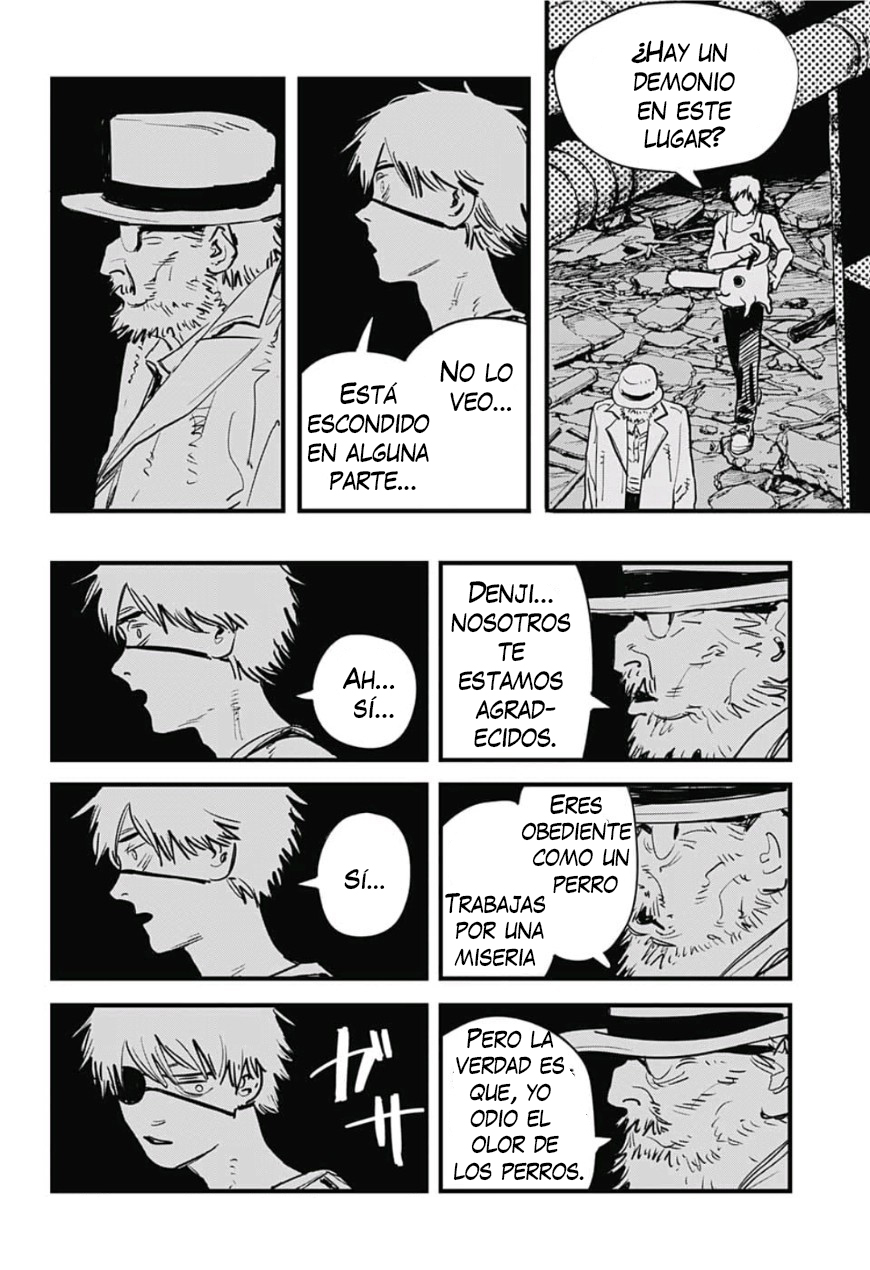 ¿Hay un
demonio
en este
lugar?
No lo
veo...
Está
escondido
en alguna
parte...
Denji...
nosotros
te
estamos
agrad-
ecidos.
Ah...
sí...
Eres
obediente
como un
perro
Trabajas
por una
miseria
Sí...
Pero la
verdad es
que, yo
odio el
olor de
los perros.
ザッ